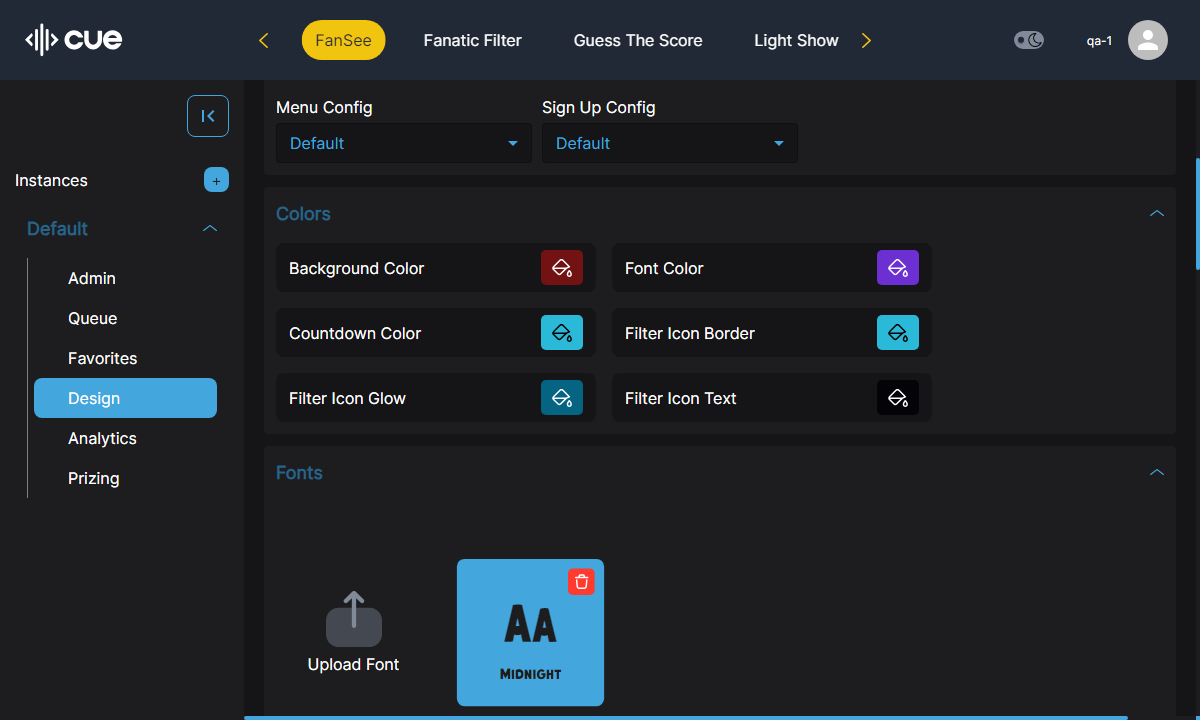 cue
FanSee
Fanatic Filter
Guess The Score
Light Show
qa-1
Menu Config
Sign Up Config
Default
Default
Instances
+
Default
Admin
Queue
Favorites
Design
Analytics
Prizing
Colors
Background Color
Font Color
Countdown Color
Filter Icon Border
Filter Icon Glow
Filter Icon Text
Fonts
Upload Font
AA
MIDNIGHT